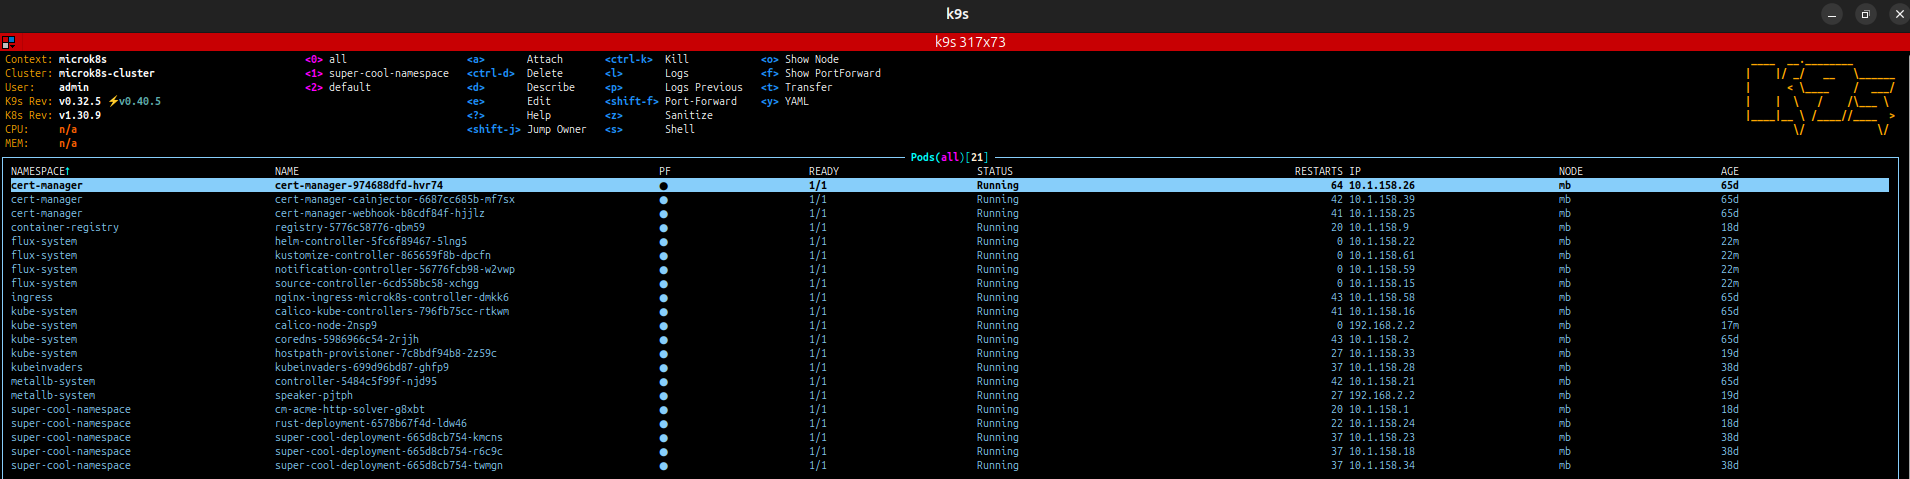 k9s
k9s 317x73
Context: microk8s <0> all <a> Attach <ctrl-k> Kill <o> Show Node
Cluster: microk8s-cluster <1> super-cool-namespace <ctrl-d> Delete <l> Logs <f> Show PortForward
User: admin <2> default <d> Describe <p> Logs Previous <t> Transfer
K9s Rev: v0.32.5 ⚡v0.40.5 <e> Edit <shift-f> Port-Forward <y> YAML
K8s Rev: v1.30.9 <?> Help <z> Sanitize
CPU: n/a <shift-j> Jump Owner <s> Shell
MEM: n/a
Pods(all)[21]
NAMESPACE↑ NAME PF READY STATUS RESTARTS IP NODE AGE
cert-manager cert-manager-974688dfd-hvr74 ● 1/1 Running 64 10.1.158.26 mb 65d
cert-manager cert-manager-cainjector-6687cc685b-mf7sx ● 1/1 Running 42 10.1.158.39 mb 65d
cert-manager cert-manager-webhook-b8cdf84f-hjjlz ● 1/1 Running 41 10.1.158.25 mb 65d
container-registry registry-5776c58776-qbm59 ● 1/1 Running 20 10.1.158.9 mb 18d
flux-system helm-controller-5fc6f89467-5lng5 ● 1/1 Running 0 10.1.158.22 mb 22m
flux-system kustomize-controller-865659f8b-dpcfn ● 1/1 Running 0 10.1.158.61 mb 22m
flux-system notification-controller-56776fcb98-w2vwp ● 1/1 Running 0 10.1.158.59 mb 22m
flux-system source-controller-6cd558bc58-xchgg ● 1/1 Running 0 10.1.158.15 mb 22m
ingress nginx-ingress-microk8s-controller-dmkk6 ● 1/1 Running 43 10.1.158.58 mb 65d
kube-system calico-kube-controllers-796fb75cc-rtkwm ● 1/1 Running 41 10.1.158.16 mb 65d
kube-system calico-node-2nsp9 ● 1/1 Running 0 192.168.2.2 mb 17m
kube-system coredns-5986966c54-2rjjh ● 1/1 Running 43 10.1.158.2 mb 65d
kube-system hostpath-provisioner-7c8bdf94b8-2z59c ● 1/1 Running 27 10.1.158.33 mb 19d
kubeinvaders kubeinvaders-699d96bd87-ghfp9 ● 1/1 Running 37 10.1.158.28 mb 38d
metallb-system controller-5484c5f99f-njd95 ● 1/1 Running 42 10.1.158.21 mb 65d
metallb-system speaker-pjtph ● 1/1 Running 27 192.168.2.2 mb 19d
super-cool-namespace cm-acme-http-solver-g8xbt ● 1/1 Running 20 10.1.158.1 mb 18d
super-cool-namespace rust-deployment-6578b67f4d-ldw46 ● 1/1 Running 22 10.1.158.24 mb 18d
super-cool-namespace super-cool-deployment-665d8cb754-kmcns ● 1/1 Running 37 10.1.158.23 mb 38d
super-cool-namespace super-cool-deployment-665d8cb754-r6c9c ● 1/1 Running 37 10.1.158.18 mb 38d
super-cool-namespace super-cool-deployment-665d8cb754-twmgn ● 1/1 Running 37 10.1.158.34 mb 38d